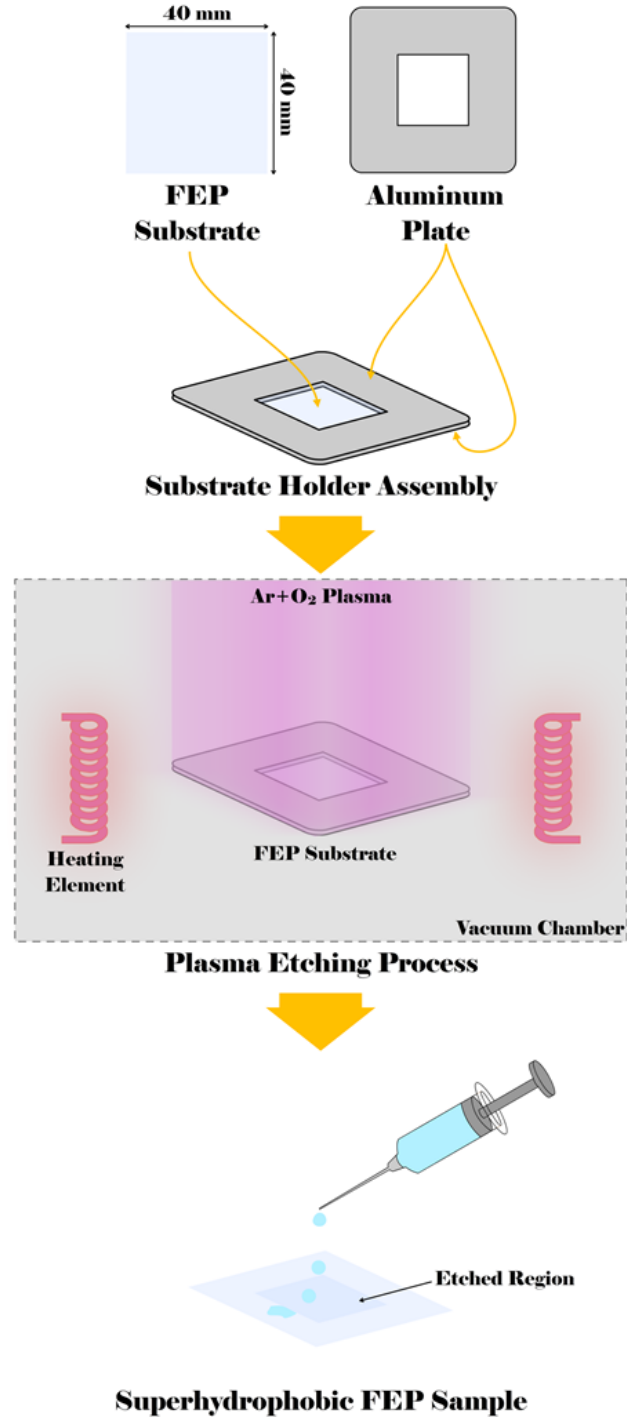 40 mm
40 mm
FEP
Substrate
Aluminum
Plate
Substrate Holder Assembly
Ar+O₂ Plasma
Heating
Element
FEP Substrate
Vacuum Chamber
Plasma Etching Process
Etched Region
Superhydrophobic FEP Sample